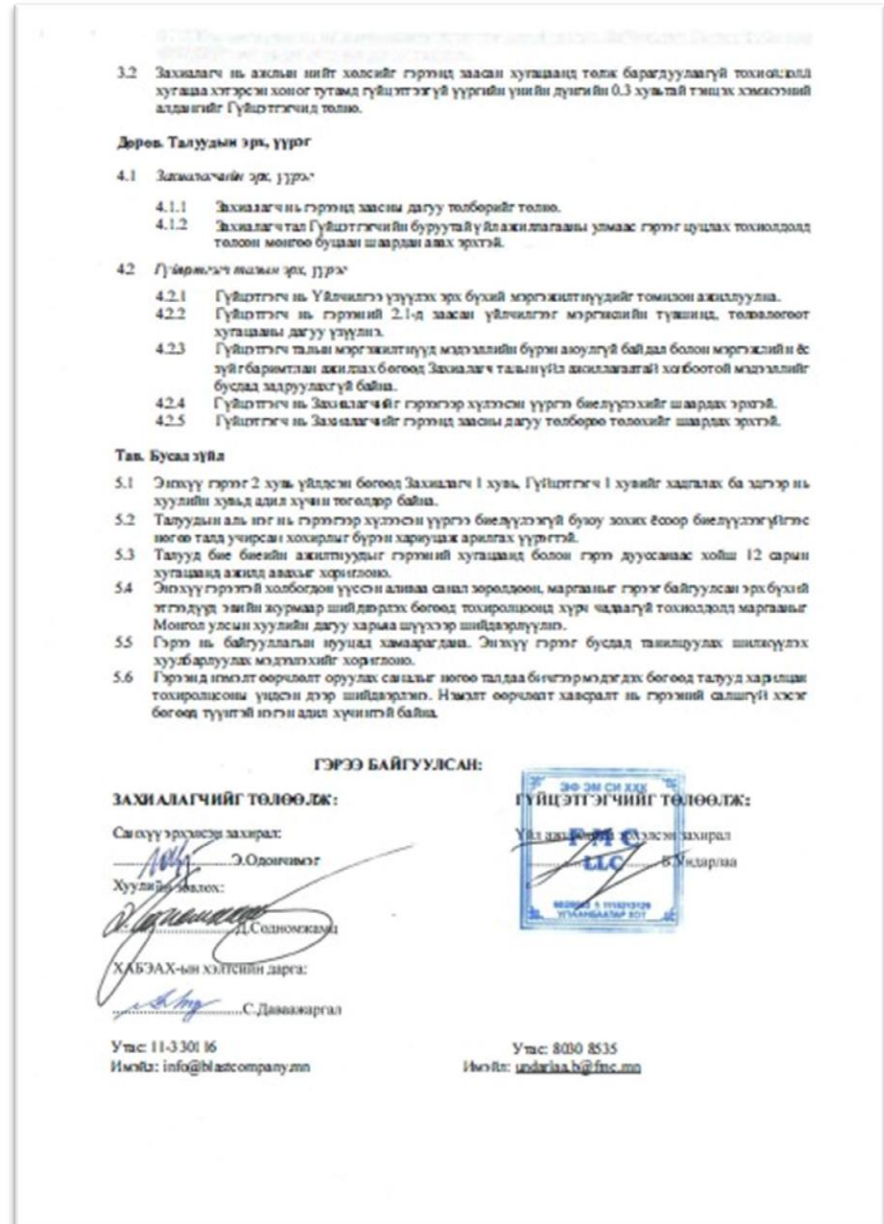 3.2 Захиалагч нь ажлын нийт хөлсийг гэрээнд заасан хугацаанд төлж барагдуулаагүй тохиолдолд
хугацаа хэтэрсэн хоног тутамд гүйцэтгээгүй үүргийн үнийн дүнгийн 0.3 хувьтай тэнцэх хэмжээний
алдангийг Гүйцэтгэгчид төлнө.
Дөрөв. Талуудын эрх, үүрэг
4.1 Захиалагчийн эрх, үүрэг
4.1.1 Захиалагч нь гэрээнд заасны дагуу төлбөрийг төлнө.
4.1.2 Захиалагч тал Гүйцэтгэгчийн буруутай үйл ажиллагааны улмаас гэрээг цуцлах тохиолдолд
төлсөн мөнгөө буцаан шаардан авах эрхтэй.
4.2 Гүйцэтгэгч талын эрх, үүрэг
4.2.1 Гүйцэтгэгч нь Үйлчилгээ үзүүлэх эрх бүхий мэргэжилтнүүдийг томилон ажиллуулна.
4.2.2 Гүйцэтгэгч нь гэрээний 2.1-д заасан үйлчилгээг мэргэжлийн түвшинд, төлөвлөгөөт
хугацааны дагуу үзүүлнэ.
4.2.3 Гүйцэтгэгч талын мэргэжилтнүүд мэдээллийн бүрэн аюулгүй байдал болон мэргэжлийн ёс
зүйг баримтлан ажиллах бөгөөд Захиалагч талын үйл ажиллагаатай холбоотой мэдээллийг
бусдад задруулахгүй байна.
4.2.4 Гүйцэтгэгч нь Захиалагчийг гэрээгээр хүлээсэн үүргээ биелүүлэхийг шаардах эрхтэй.
4.2.5 Гүйцэтгэгч нь Захиалагчийг гэрээнд заасны дагуу төлбөрөө төлөхийг шаардах эрхтэй.
Тав. Бусад зүйл
5.1 Энэхүү гэрээг 2 хувь үйлдсэн бөгөөд Захиалагч 1 хувь, Гүйцэтгэгч 1 хувийг хадгалах ба эдгээр нь
хуулийн хувьд адил хүчин төгөлдөр байна.
5.2 Талуудын аль нэг нь гэрээгээр хүлээсэн үүргээ биелүүлээгүй буюу зохих ёсоор биелүүлээгүйгээс
нөгөө талд учирсан хохирлыг бүрэн хариуцаж арилгах үүрэгтэй.
5.3 Талууд бие биеийн ажилтнуудыг гэрээний хугацаанд болон гэрээ дууссанаас хойш 12 сарын
хугацаанд ажилд авахыг хориглоно.
5.4 Энэхүү гэрээтэй холбогдон үүссэн аливаа санал зөрөлдөөн, маргааныг гэрээг байгуулсан эрх бүхий
этгээдүүд эвийн журмаар шийдвэрлэх бөгөөд тохиролцоонд хүрч чадаагүй тохиолдолд маргааныг
Монгол улсын хуулийн дагуу харьяа шүүхээр шийдвэрлүүлнэ.
5.5 Гэрээ нь байгууллагын нууцад хамаарагдана. Энэхүү гэрээг бусдад танилцуулах шилжүүлэх
хуулбарлуулах мэдээлэхийг хориглоно.
5.6 Гэрээнд нэмэлт өөрчлөлт оруулах саналыг нөгөө талдаа бичгээр мэдэгдэх бөгөөд талууд харилцан
тохиролцсоны үндсэн дээр шийдвэрлэнэ. Нэмэлт өөрчлөлт хавсралт нь гэрээний салшгүй хэсэг
бөгөөд түүнтэй нэгэн адил хүчинтэй байна.
ГЭРЭЭ БАЙГУУЛСАН:
ЗАХИАЛАГЧИЙГ ТӨЛӨӨЛЖ:
Санхүү эрхэлсэн захирал:
Э.Одончимэг
Хуулийн зөвлөх:
Д.Содномжамц
ХАБЭАХ-ын хэлтсийн дарга:
С.Даваажаргал
Утас: 11-330116
Имэйл: info@blastcompany.mn
ГҮЙЦЭТГЭГЧИЙГ ТӨЛӨӨЛЖ:
Үйл ажиллагаа эрхэлсэн захирал
Б.Ундарлаа
ЭФ ЭМ СИ ХХК
FMC
LLC
УЛААНБААТАР ХОТ
Утас: 8030 8535
Имэйл: undarlaa.b@fmc.mn